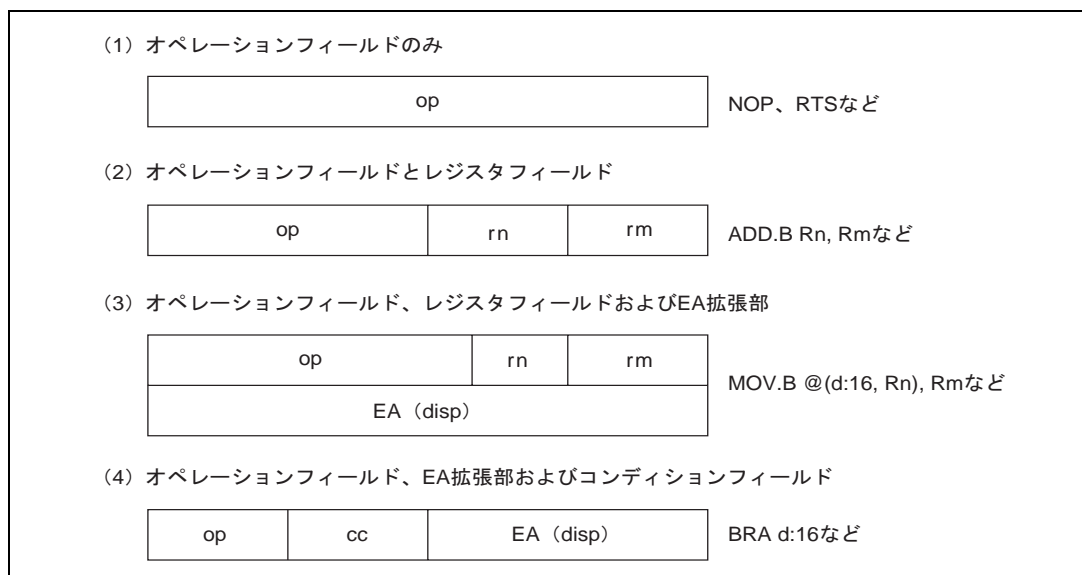 (1) オペレーションフィールドのみ
op
NOP、RTSなど
(2) オペレーションフィールドとレジスタフィールド
op rn rm
ADD.B Rn, Rmなど
(3) オペレーションフィールド、レジスタフィールドおよびEA拡張部
op rn rm
EA(disp)
MOV.B @(d:16, Rn), Rmなど
(4) オペレーションフィールド、EA拡張部およびコンディションフィールド
op cc EA(disp)
BRA d:16など